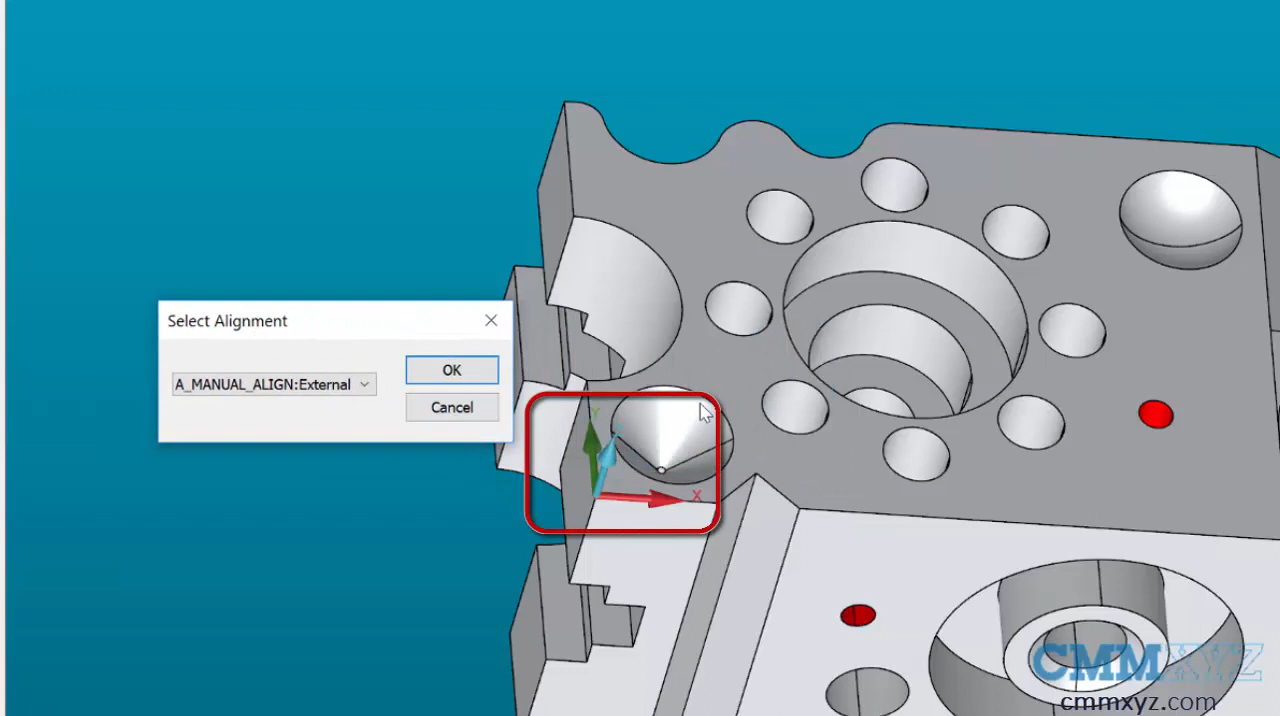 Select Alignment
A_MANUAL_ALIGN:External
OK
Cancel
Y
X
CMMXYZ
cmmxyz.com